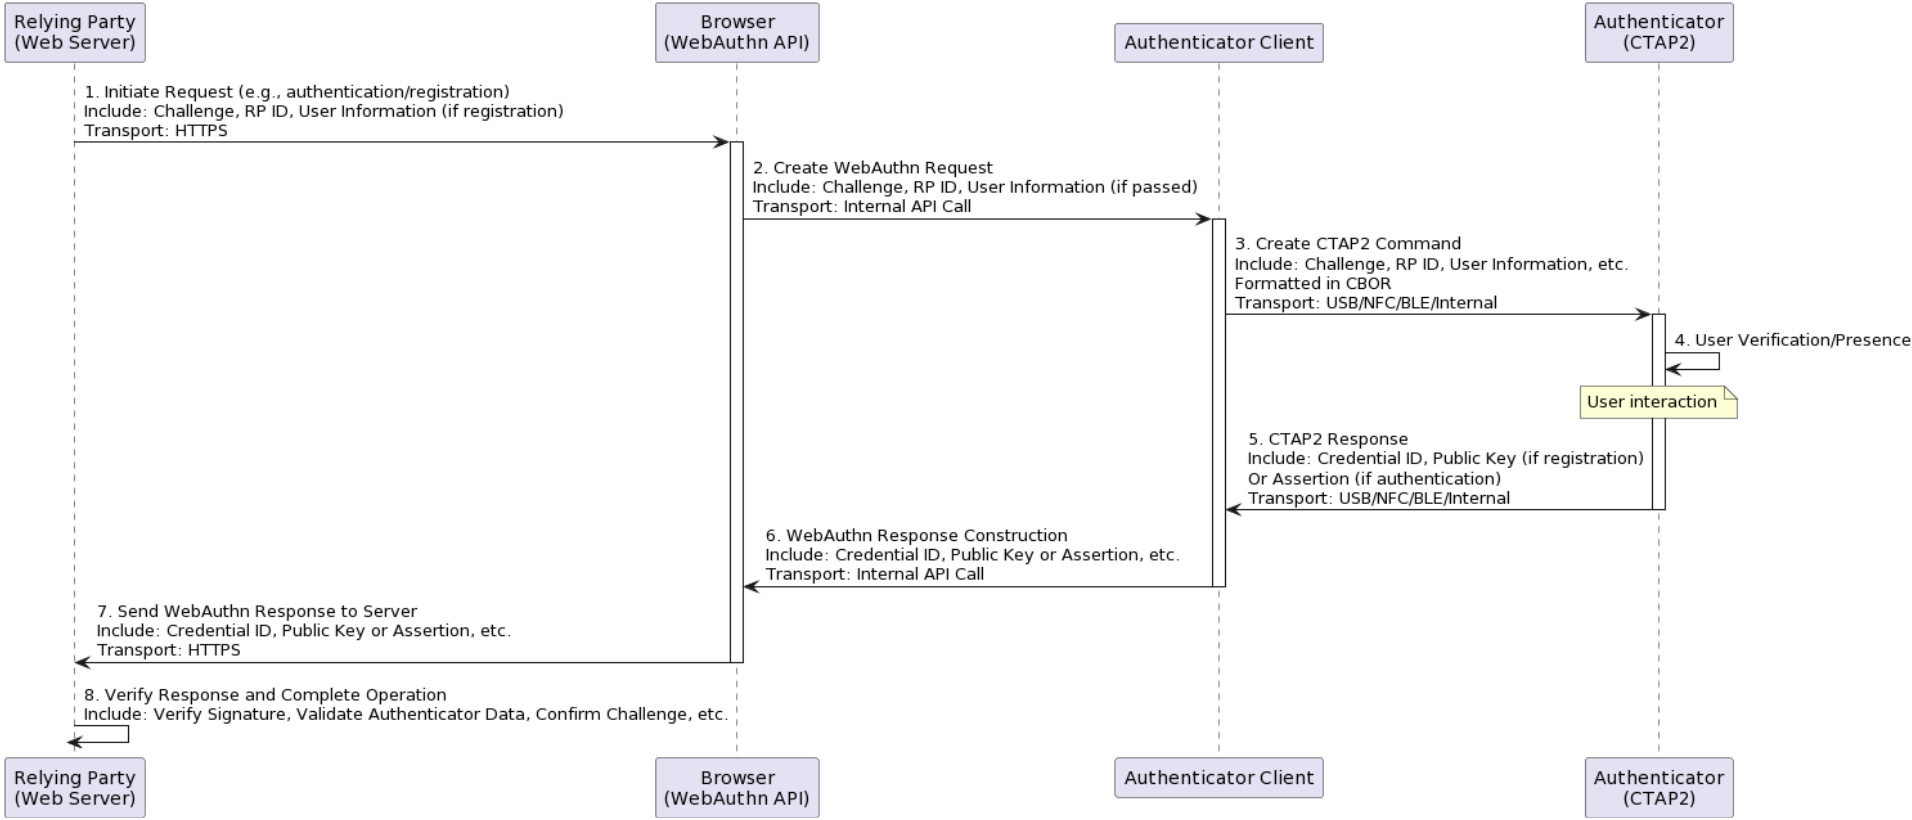 Relying Party
(Web Server)
Browser
(WebAuthn API)
Authenticator Client
Authenticator
(CTAP2)
1. Initiate Request (e.g., authentication/registration)
Include: Challenge, RP ID, User Information (if registration)
Transport: HTTPS
2. Create WebAuthn Request
Include: Challenge, RP ID, User Information (if passed)
Transport: Internal API Call
3. Create CTAP2 Command
Include: Challenge, RP ID, User Information, etc.
Formatted in CBOR
Transport: USB/NFC/BLE/Internal
4. User Verification/Presence
User interaction
5. CTAP2 Response
Include: Credential ID, Public Key (if registration)
Or Assertion (if authentication)
Transport: USB/NFC/BLE/Internal
6. WebAuthn Response Construction
Include: Credential ID, Public Key or Assertion, etc.
Transport: Internal API Call
7. Send WebAuthn Response to Server
Include: Credential ID, Public Key or Assertion, etc.
Transport: HTTPS
8. Verify Response and Complete Operation
Include: Verify Signature, Validate Authenticator Data, Confirm Challenge, etc.
Relying Party
(Web Server)
Browser
(WebAuthn API)
Authenticator Client
Authenticator
(CTAP2)